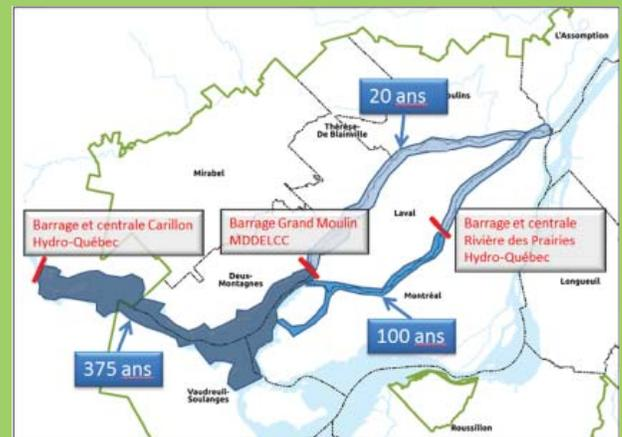 L'Assomption
20 ans
Thérèse-
De Blainville
Mirabel
Barrage et centrale Carillon
Hydro-Québec
Barrage Grand Moulin
MDDELCC
Laval
Barrage et centrale
Rivière des Prairies
Hydro-Québec
Deux-
Montagnes
Montréal
Longueuil
100 ans
375 ans
Vaudreuil-
Soulanges
Roussillon